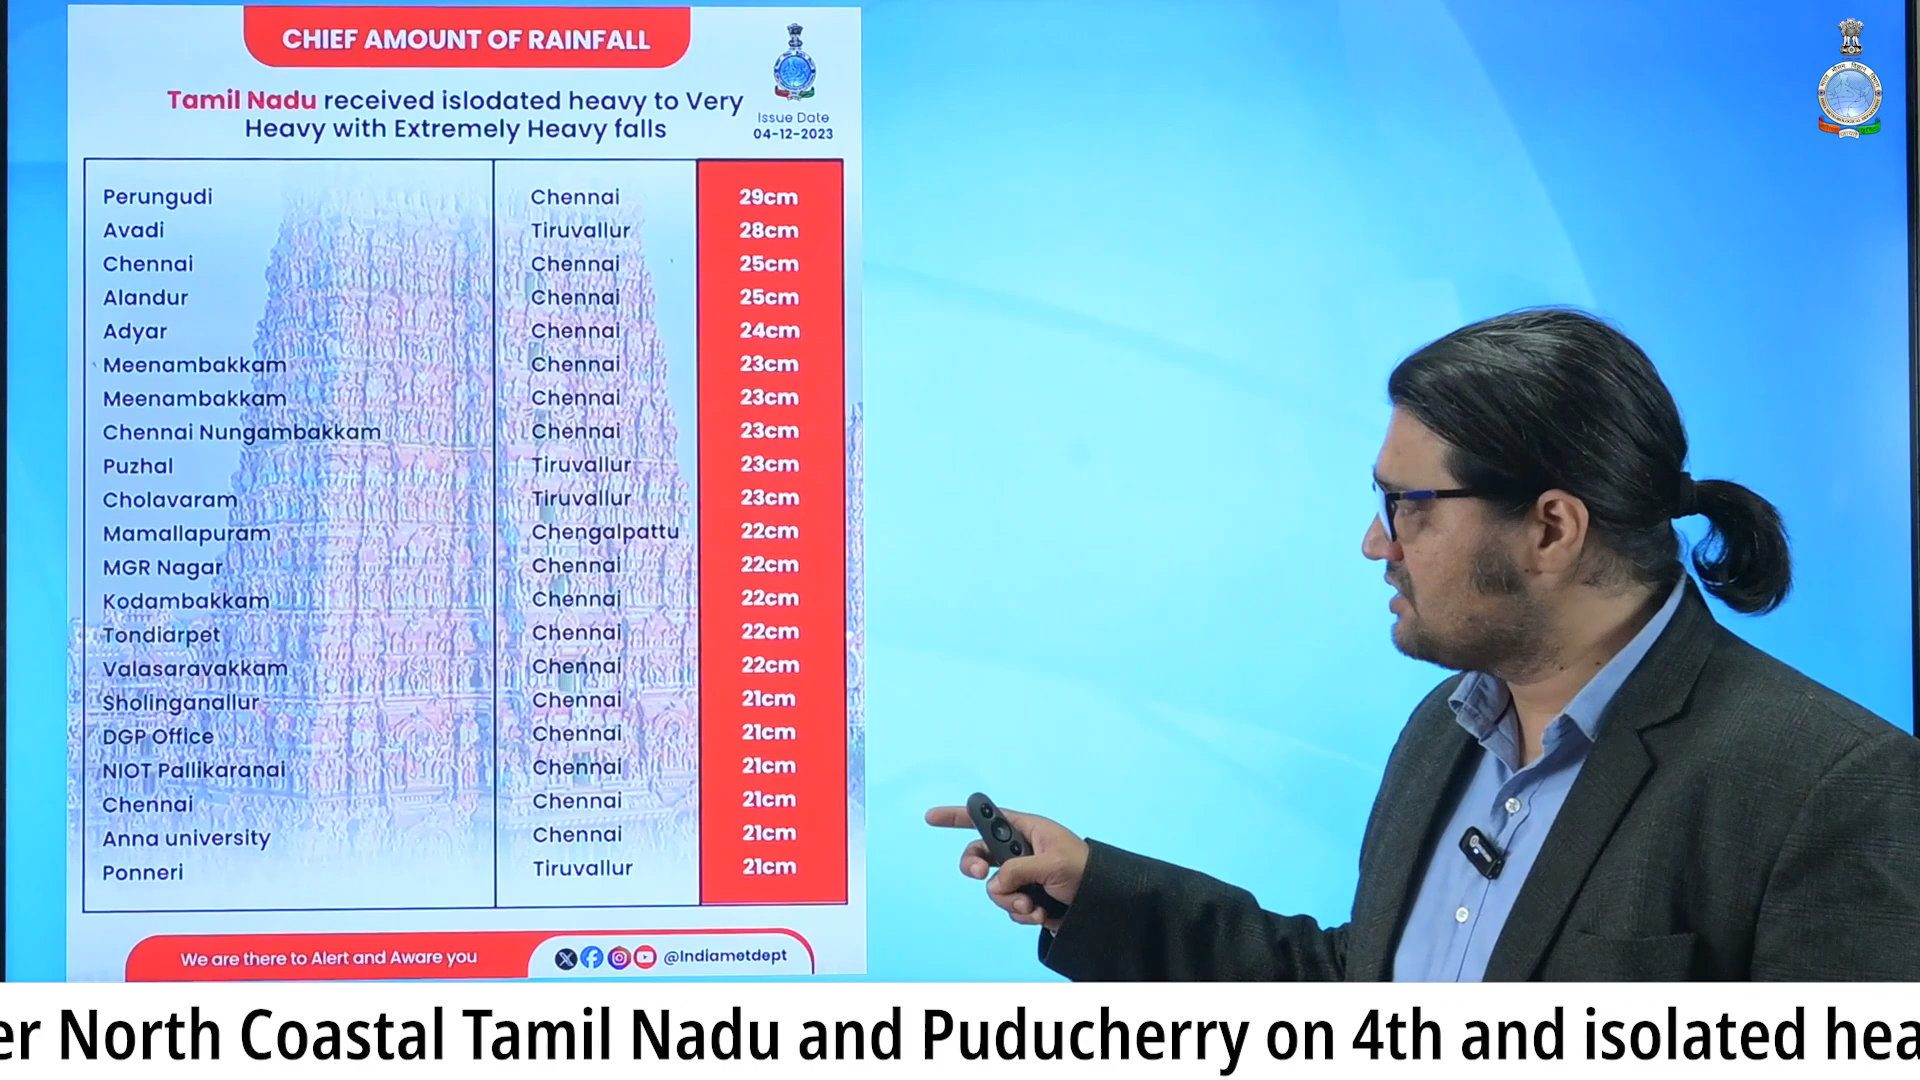 CHIEF AMOUNT OF RAINFALL
Tamil Nadu received islodated heavy to Very
Heavy with Extremely Heavy falls
Issue Date
04-12-2023
Perungudi Chennai 29cm
Avadi Tiruvallur 28cm
Chennai Chennai 25cm
Alandur Chennai 25cm
Adyar Chennai 24cm
Meenambakkam Chennai 23cm
Meenambakkam Chennai 23cm
Chennai Nungambakkam Chennai 23cm
Puzhal Tiruvallur 23cm
Cholavaram Tiruvallur 23cm
Mamallapuram Chengalpattu 22cm
MGR Nagar Chennai 22cm
Kodambakkam Chennai 22cm
Tondiarpet Chennai 22cm
Valasaravakkam Chennai 22cm
Sholinganallur Chennai 21cm
DGP Office Chennai 21cm
NIOT Pallikaranai Chennai 21cm
Chennai Chennai 21cm
Anna university Chennai 21cm
Ponneri Tiruvallur 21cm
We are there to Alert and Aware you
@Indiametdept
er North Coastal Tamil Nadu and Puducherry on 4th and isolated hea